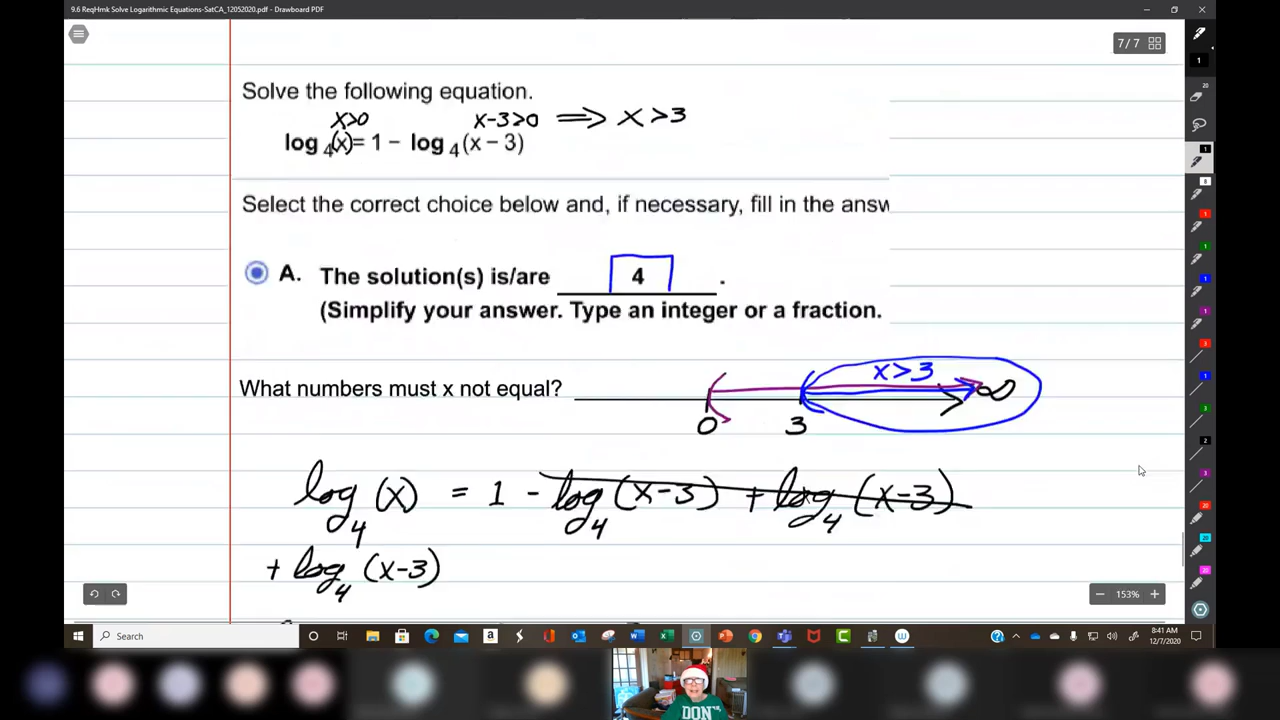 9.6 ReqHmk Solve Logarithmic Equations-SatCA_12052020.pdf - Drawboard PDF
7 / 7
Solve the following equation.
x>0 x-3>0 ⟹ x>3
log 4(x)= 1 − log 4 (x − 3)
Select the correct choice below and, if necessary, fill in the answ
A. The solution(s) is/are 4 .
(Simplify your answer. Type an integer or a fraction.
What numbers must x not equal?
x>3
∞
0 3
log4 (x) = 1 - log4 (x-3) + log4 (x-3)
+ log4 (x-3)
153%
Search
8:41 AM
12/7/2020
DON'T